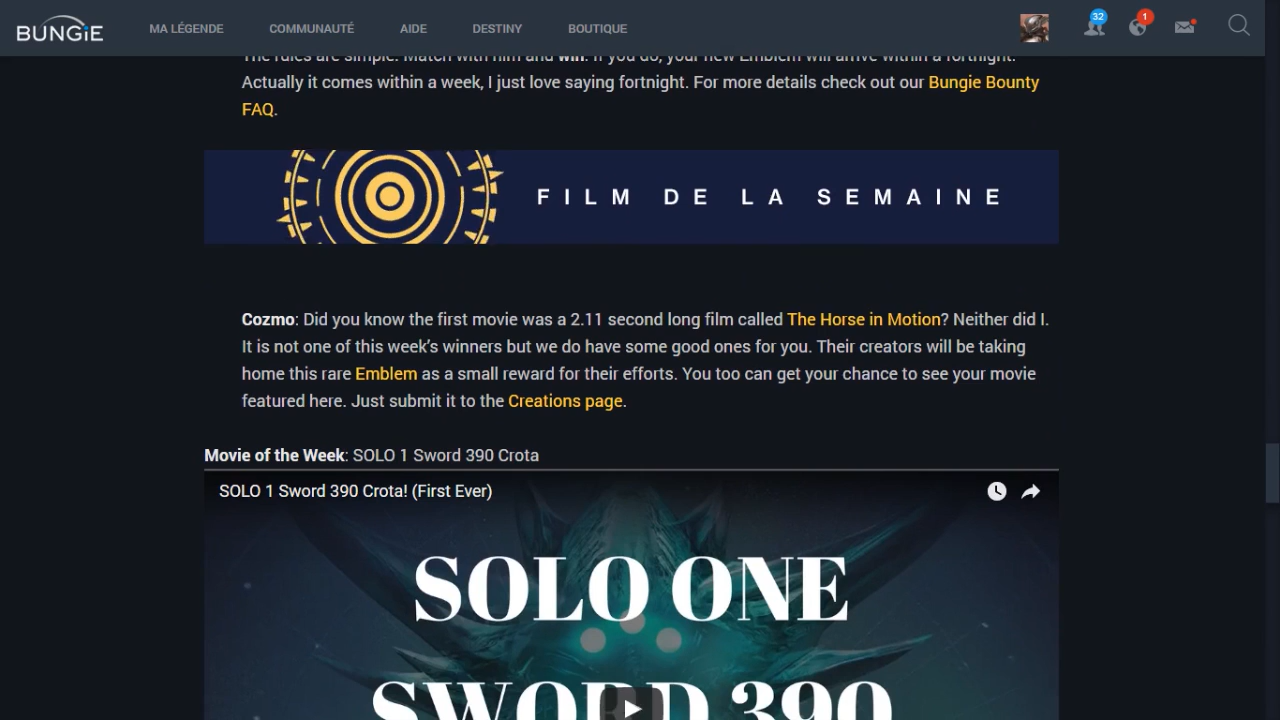 BUNGiE MA LÉGENDE COMMUNAUTÉ AIDE DESTINY BOUTIQUE 32 1
The rules are simple. Match with him and win. If you do, your new Emblem will arrive within a fortnight.
Actually it comes within a week, I just love saying fortnight. For more details check out our Bungie Bounty
FAQ.
FILM DE LA SEMAINE
Cozmo: Did you know the first movie was a 2.11 second long film called The Horse in Motion? Neither did I.
It is not one of this week’s winners but we do have some good ones for you. Their creators will be taking
home this rare Emblem as a small reward for their efforts. You too can get your chance to see your movie
featured here. Just submit it to the Creations page.
Movie of the Week: SOLO 1 Sword 390 Crota
SOLO 1 Sword 390 Crota! (First Ever)
SOLO ONE
SWORD 390